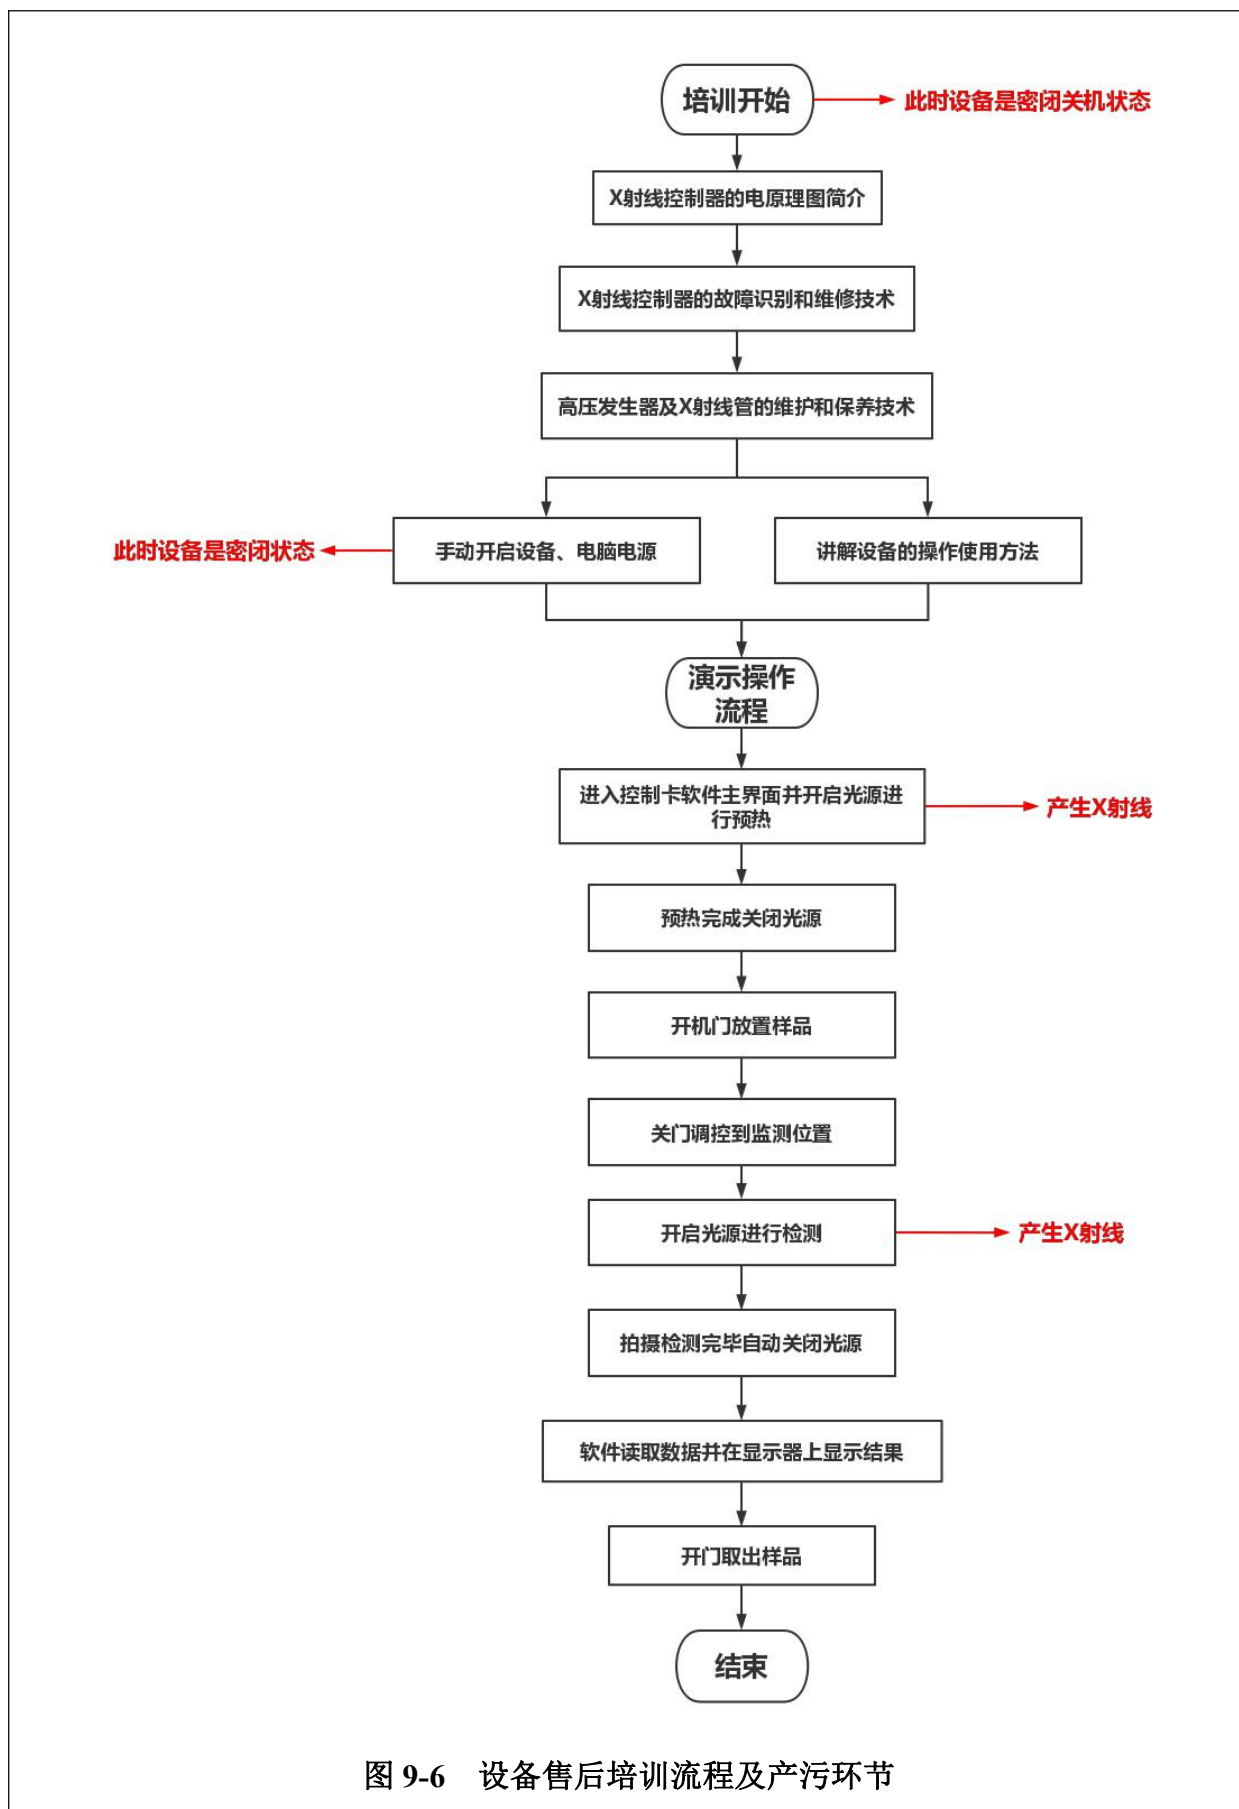 培训开始
此时设备是密闭关机状态
X射线控制器的电原理图简介
X射线控制器的故障识别和维修技术
高压发生器及X射线管的维护和保养技术
此时设备是密闭状态
手动开启设备、电脑电源
讲解设备的操作使用方法
演示操作
流程
进入控制卡软件主界面并开启光源进
行预热
产生X射线
预热完成关闭光源
开机门放置样品
关门调控到监测位置
开启光源进行检测
产生X射线
拍摄检测完毕自动关闭光源
软件读取数据并在显示器上显示结果
开门取出样品
结束
图 9-6 设备售后培训流程及产污环节